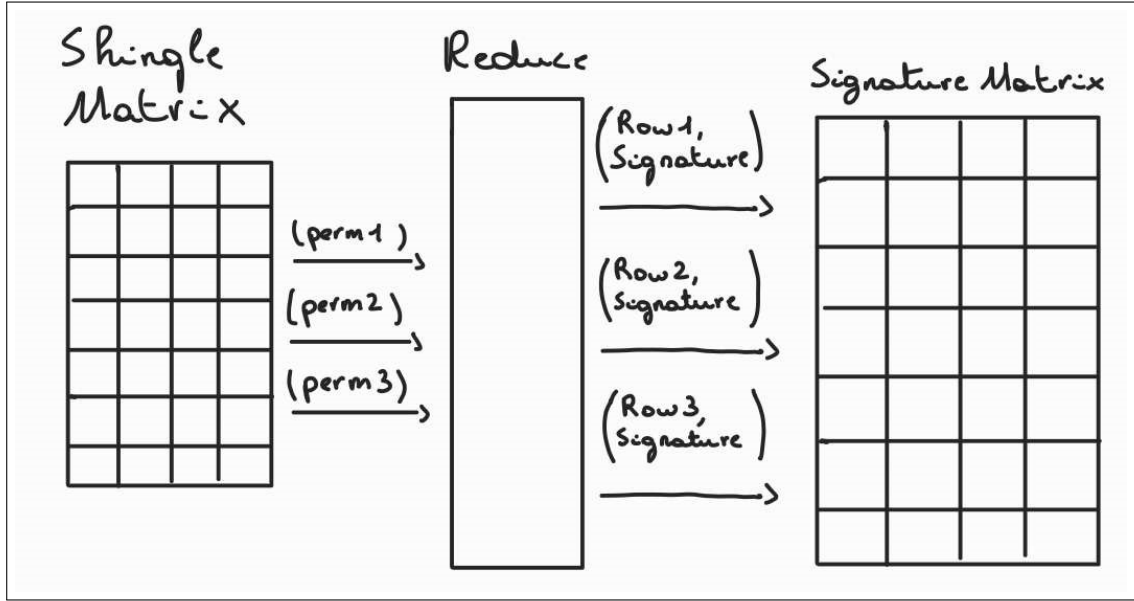 Shingle
Matrix
Reduce
Signature Matrix
(perm1)
(perm2)
(perm3)
(Row1,
Signature)
(Row2,
Signature)
(Row3,
Signature)